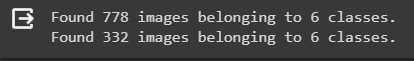 Found 778 images belonging to 6 classes.
Found 332 images belonging to 6 classes.